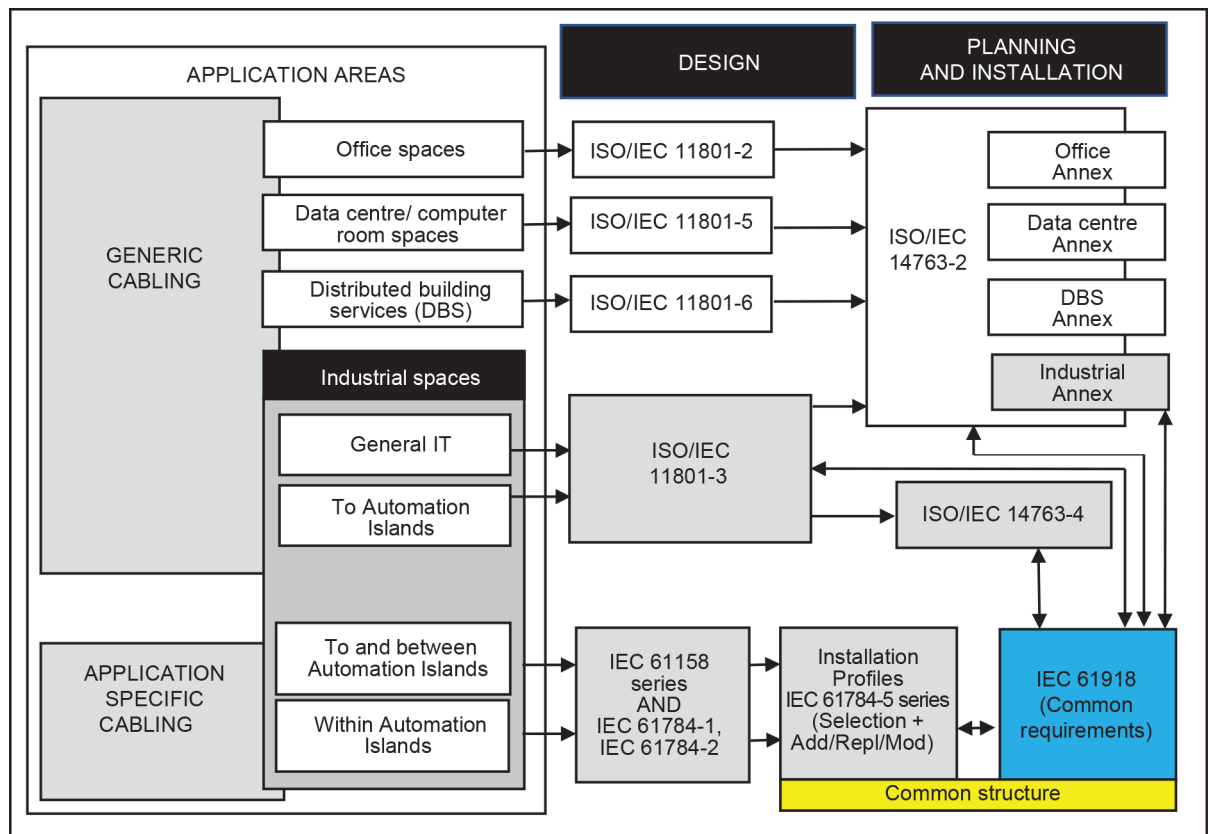 APPLICATION AREAS
DESIGN
PLANNING
AND INSTALLATION
GENERIC
CABLING
Office spaces
ISO/IEC 11801-2
Data centre/ computer
room spaces
ISO/IEC 11801-5
Distributed building
services (DBS)
ISO/IEC 11801-6
ISO/IEC
14763-2
Office
Annex
Data centre
Annex
DBS
Annex
Industrial
Annex
Industrial spaces
General IT
To Automation
Islands
ISO/IEC
11801-3
ISO/IEC 14763-4
APPLICATION
SPECIFIC
CABLING
To and between
Automation Islands
Within Automation
Islands
IEC 61158
series
AND
IEC 61784-1,
IEC 61784-2
Installation
Profiles
IEC 61784-5 series
(Selection +
Add/Repl/Mod)
IEC 61918
(Common
requirements)
Common structure